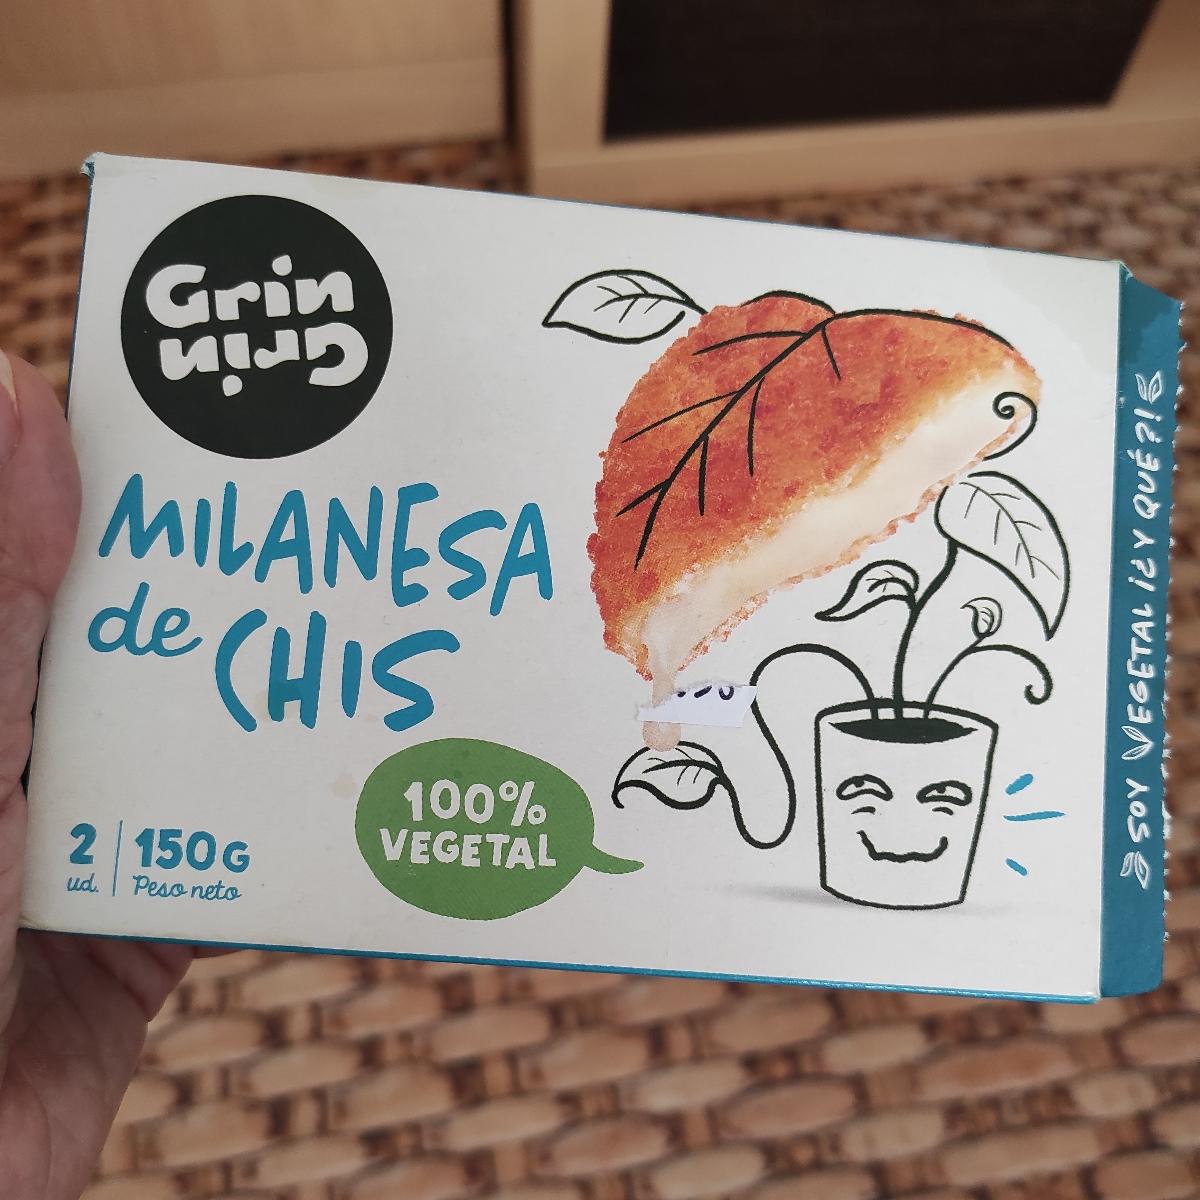 Grin
Grin
MILANESA
de CHIS
100%
VEGETAL
2 150G
ud. Peso neto
SOY VEGETAL ¡¿Y QUÉ?!